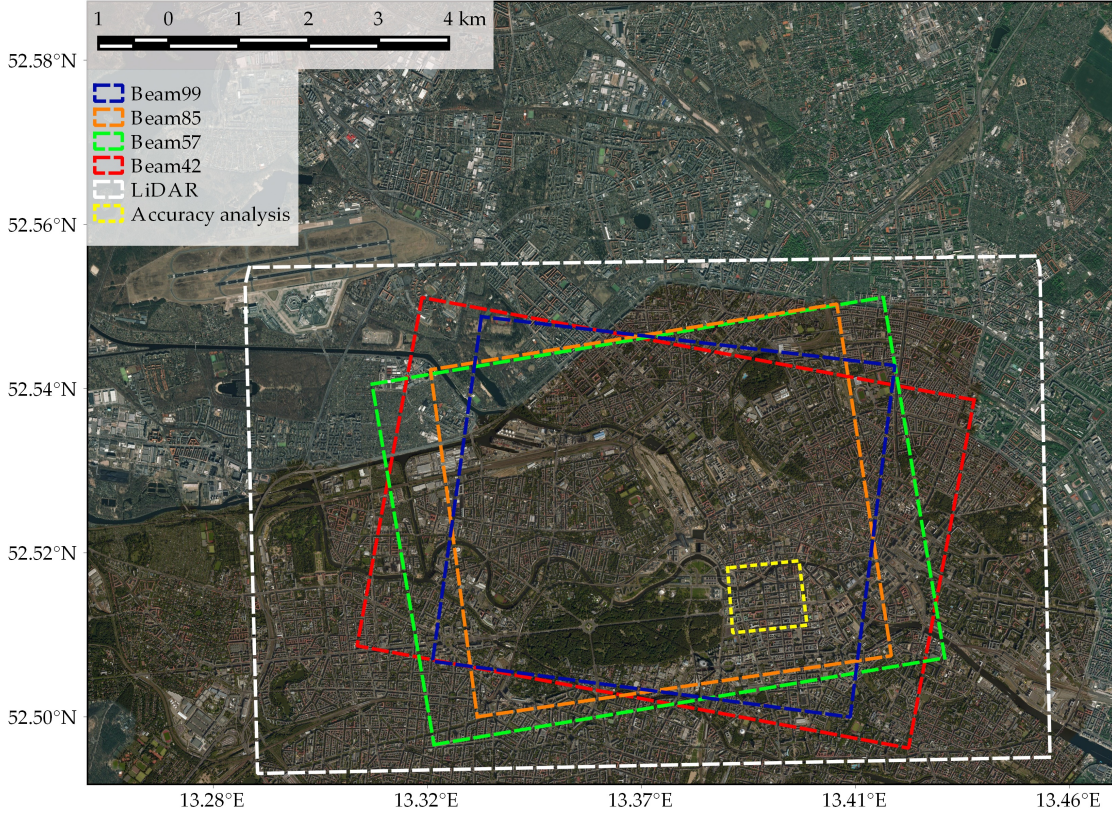 1 0 1 2 3 4 km
Beam99
Beam85
Beam57
Beam42
LiDAR
Accuracy analysis
52.58°N
52.56°N
52.54°N
52.52°N
52.50°N
13.28°E 13.32°E 13.37°E 13.41°E 13.46°E